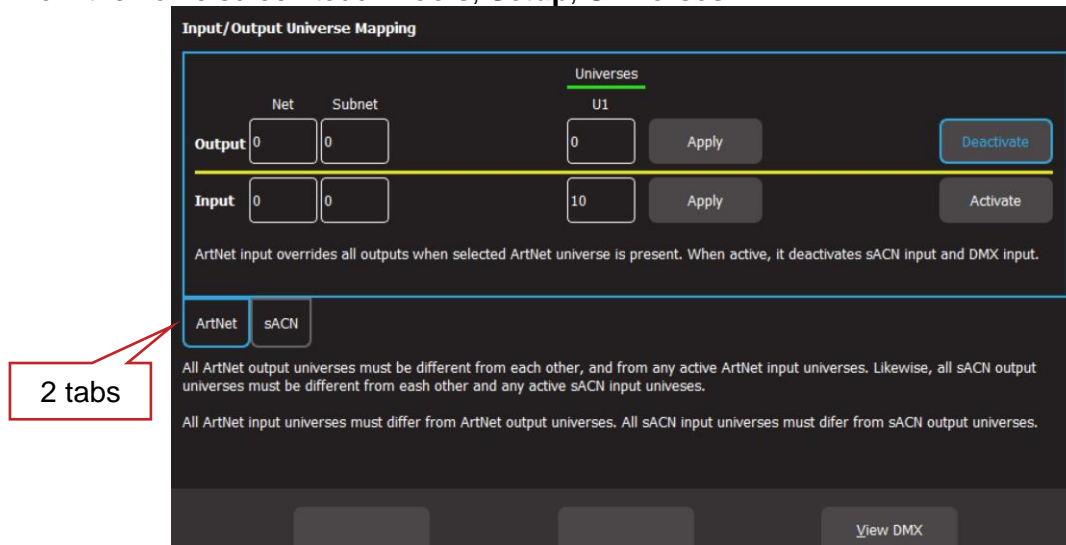 Input/Output Universe Mapping
Universes
Net Subnet U1
Output 0 0 0 Apply Deactivate
Input 0 0 10 Apply Activate
ArtNet input overrides all outputs when selected ArtNet universe is present. When active, it deactivates sACN input and DMX input.
ArtNet sACN
2 tabs
All ArtNet output universes must be different from each other, and from any active ArtNet input universes. Likewise, all sACN output
universes must be different from eash other and any active sACN input univeses.
All ArtNet input universes must differ from ArtNet output universes. All sACN input universes must difer from sACN output universes.
View DMX